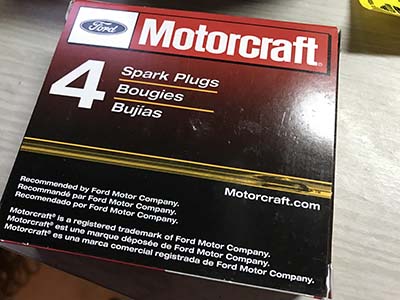 Ford
Motorcraft®
4
Spark Plugs
Bougies
Bujías
Motorcraft.com
Recommended by Ford Motor Company.
Recommandé par Ford Motor Company.
Recomendado por Ford Motor Company.
Motorcraft® is a registered trademark of Ford Motor Company.
Motorcraft® est une marque déposée de Ford Motor Company.
Motorcraft® es una marca comercial registrada de Ford Motor Company.